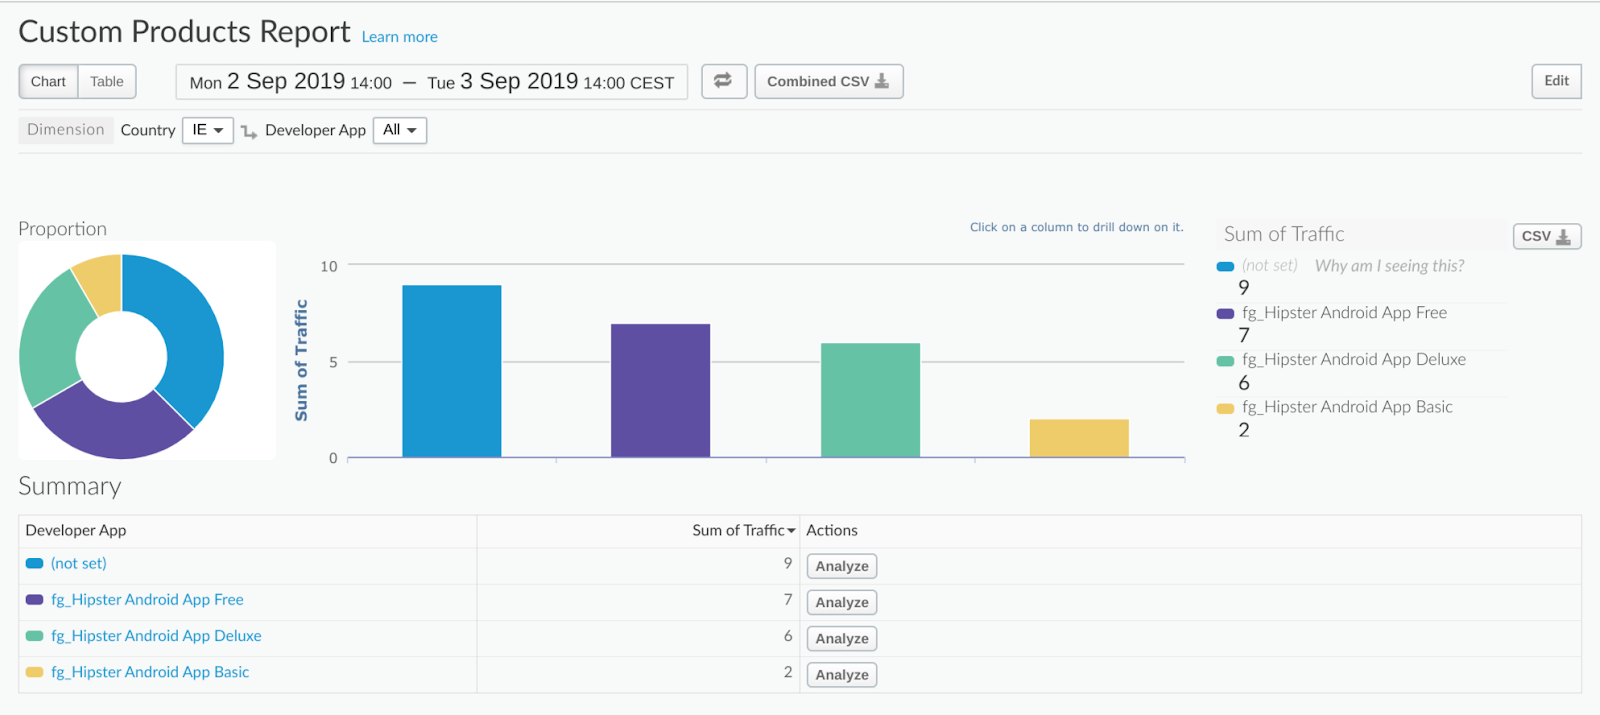 Custom Products Report Learn more
Chart Table Mon 2 Sep 2019 14:00 — Tue 3 Sep 2019 14:00 CEST Combined CSV Edit
Dimension Country IE Developer App All
Proportion
Click on a column to drill down on it.
Sum of Traffic
10
5
0
Sum of Traffic CSV
(not set) Why am I seeing this?
9
fg_Hipster Android App Free
7
fg_Hipster Android App Deluxe
6
fg_Hipster Android App Basic
2
Summary
Developer App Sum of Traffic Actions
(not set) 9 Analyze
fg_Hipster Android App Free 7 Analyze
fg_Hipster Android App Deluxe 6 Analyze
fg_Hipster Android App Basic 2 Analyze